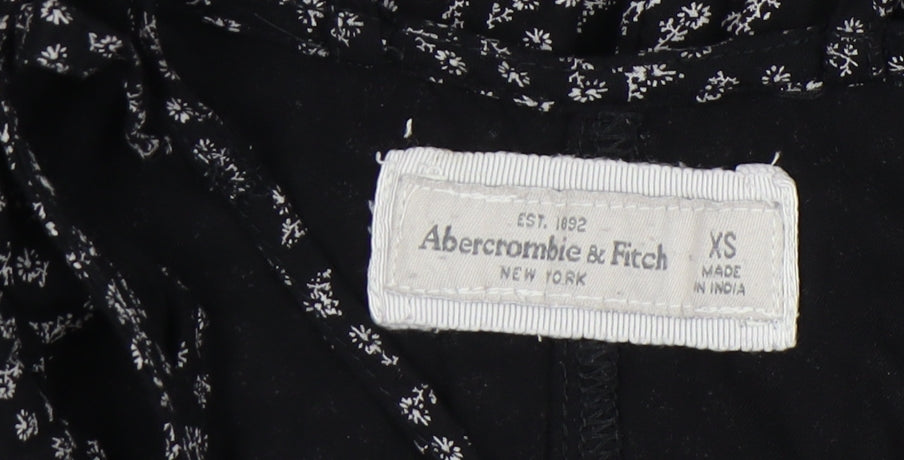 EST. 1892
Abercrombie & Fitch
NEW YORK
XS
MADE
IN INDIA